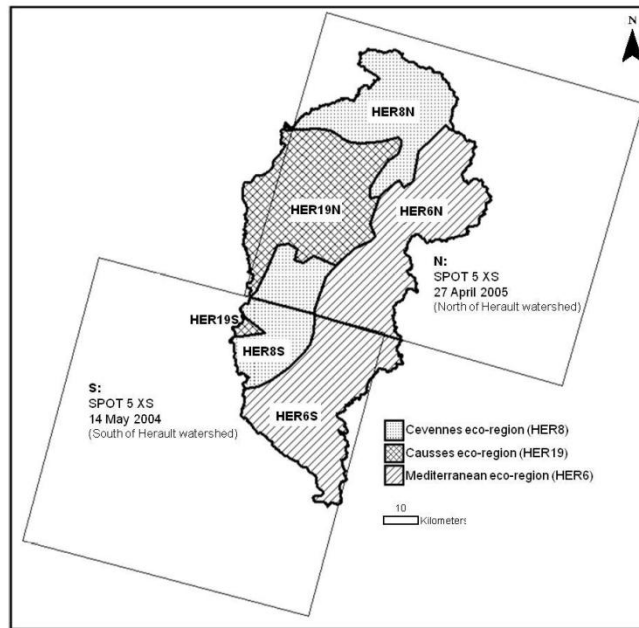 N
HER8N
HER19N
HER6N
N:
SPOT 5 XS
27 April 2005
(North of Herault watershed)
HER19S
HER8S
S:
SPOT 5 XS
14 May 2004
(South of Herault watershed)
HER6S
Cevennes eco-region (HER8)
Causses eco-region (HER19)
Mediterranean eco-region (HER6)
10
Kilometers